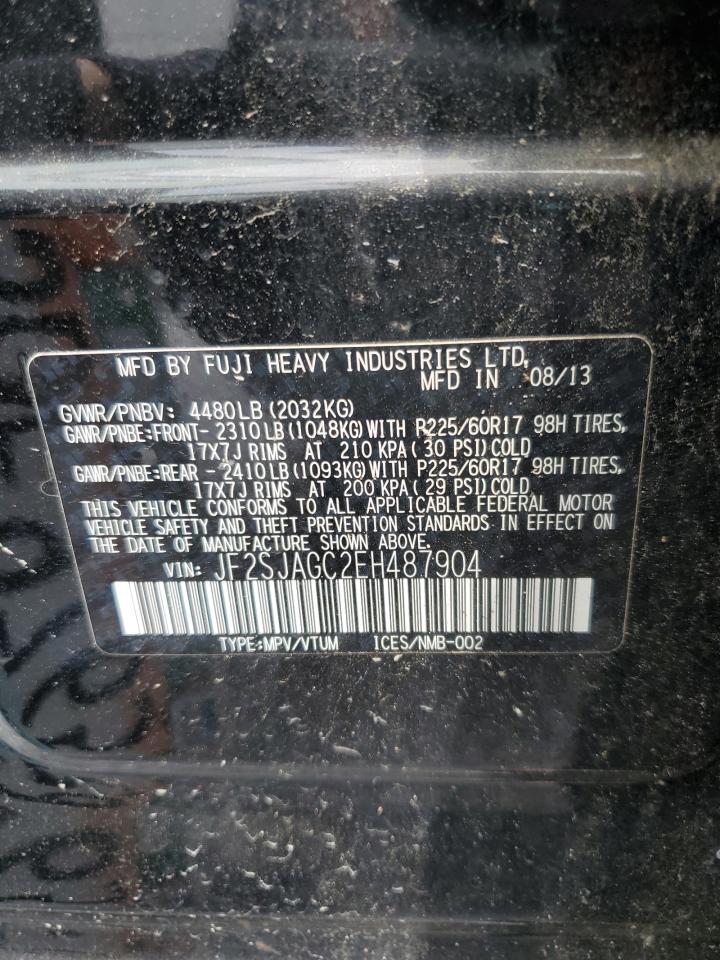 MFD BY FUJI HEAVY INDUSTRIES LTD.
MFD IN 08/13
GVWR/PNBV: 4480LB (2032KG)
GAWR/PNBE:FRONT- 2310LB (1048KG) WITH P225/60R17 98H TIRES,
17X7J RIMS AT 210 KPA ( 30 PSI) COLD
GAWR/PNBE:REAR - 2410LB (1093KG) WITH P225/60R17 98H TIRES,
17X7J RIMS AT 200 KPA ( 29 PSI) COLD
THIS VEHICLE CONFORMS TO ALL APPLICABLE FEDERAL MOTOR
VEHICLE SAFETY AND THEFT PREVENTION STANDARDS IN EFFECT ON
THE DATE OF MANUFACTURE SHOWN ABOVE.
VIN: JF2SJAGC2EH487904
TYPE:MPV/VTUM ICES/NMB-002